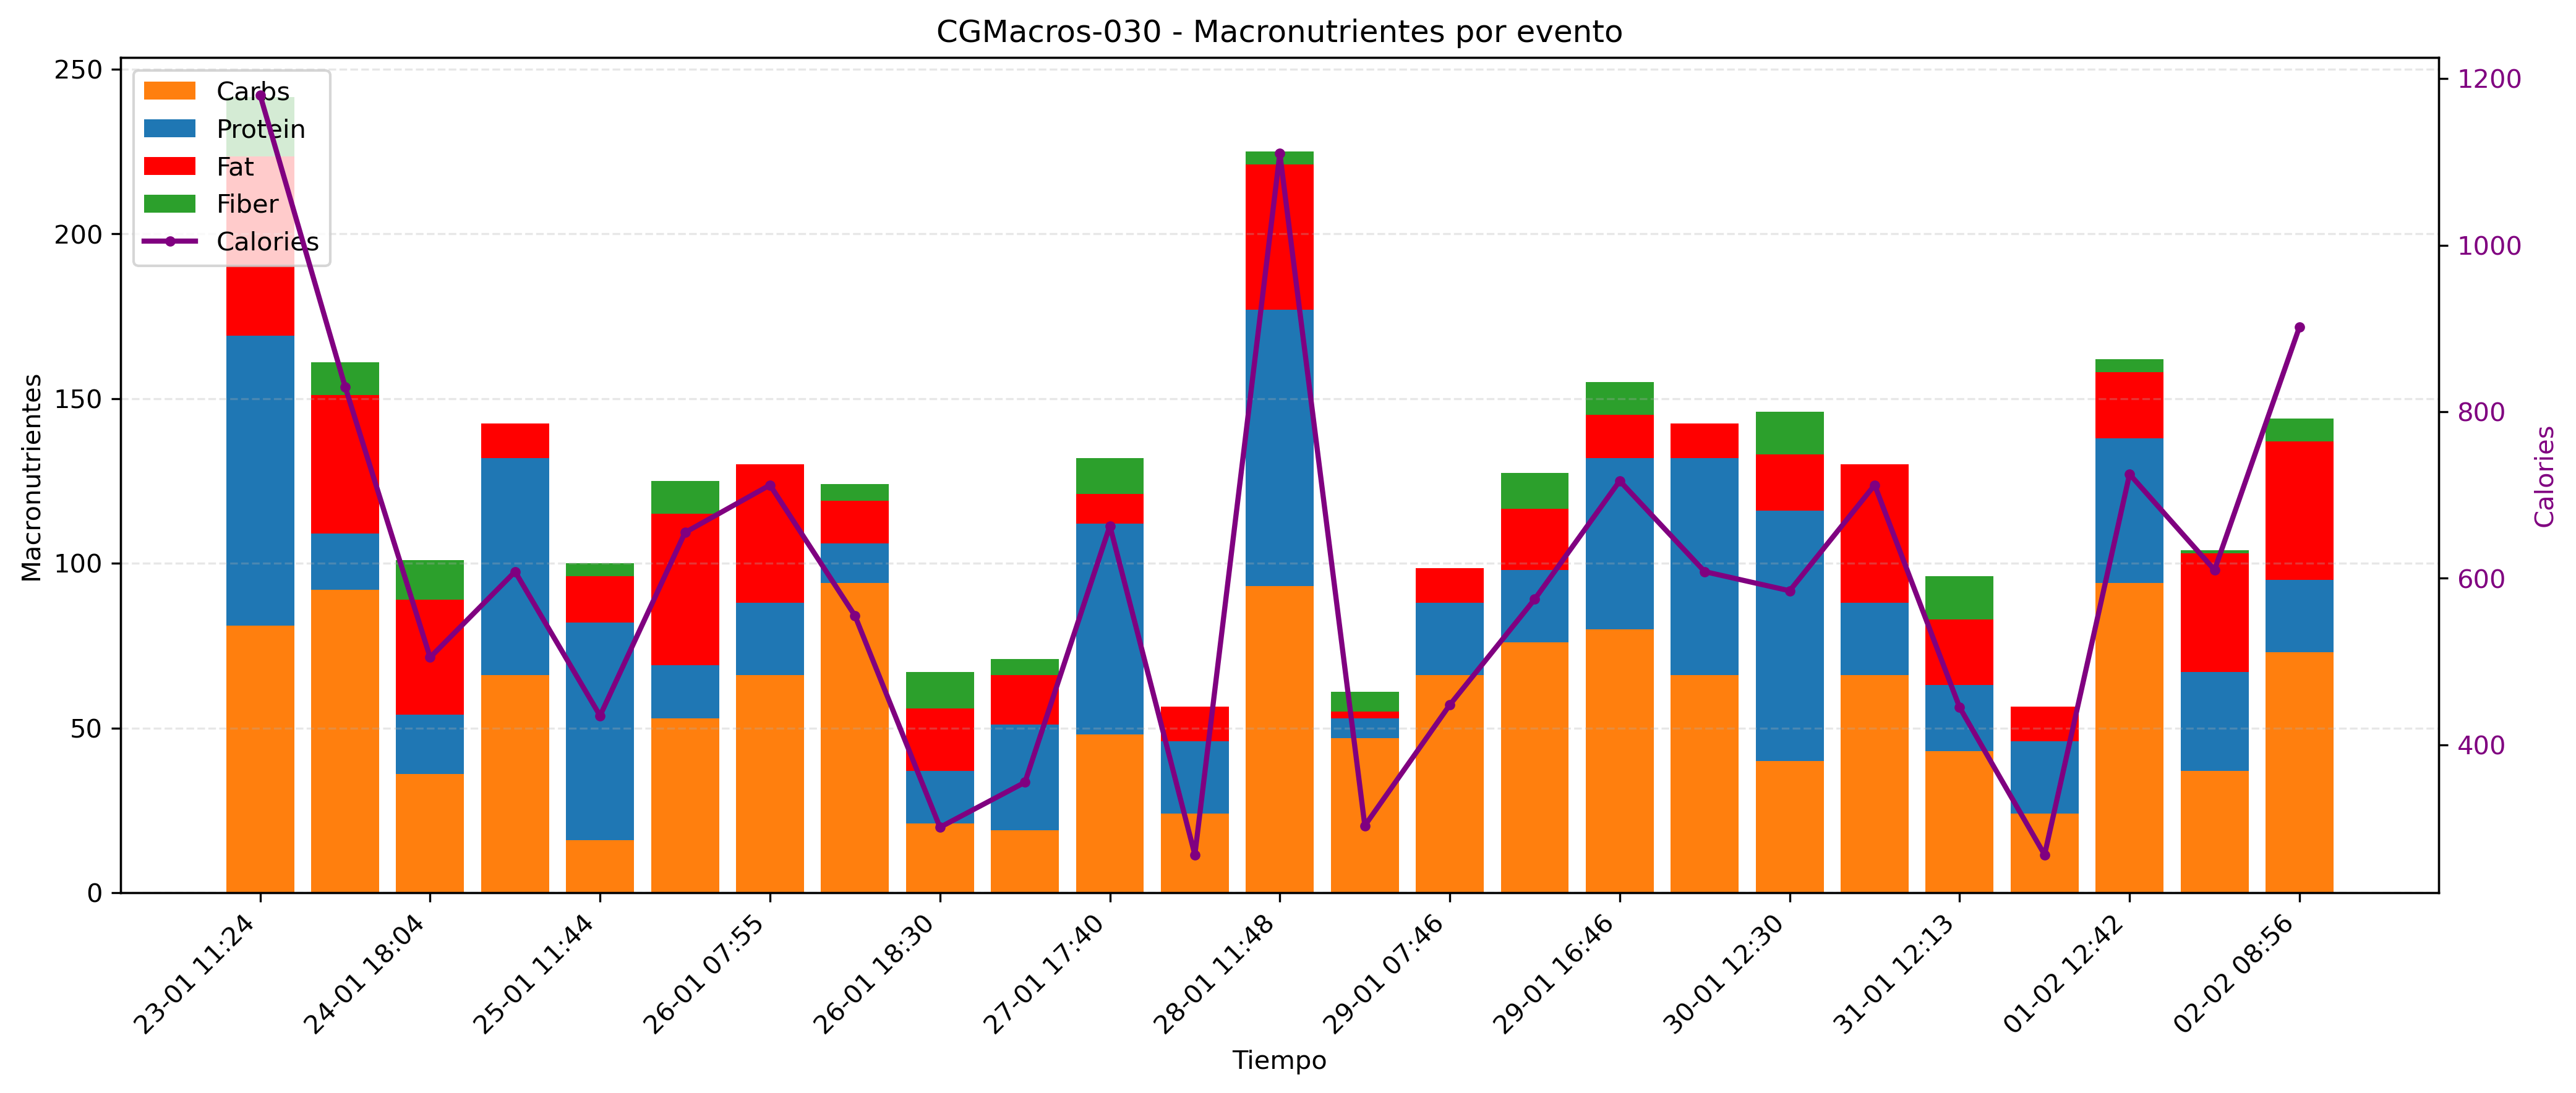 CGMacros-030 - Macronutrientes por evento
Carbs
Protein
Fat
Fiber
Calories
Macronutrientes
250
200
150
100
50
0
Calories
1200
1000
800
600
400
23-01 11:24
24-01 18:04
25-01 11:44
26-01 07:55
26-01 18:30
27-01 17:40
28-01 11:48
29-01 07:46
29-01 16:46
30-01 12:30
31-01 12:13
01-02 12:42
02-02 08:56
Tiempo